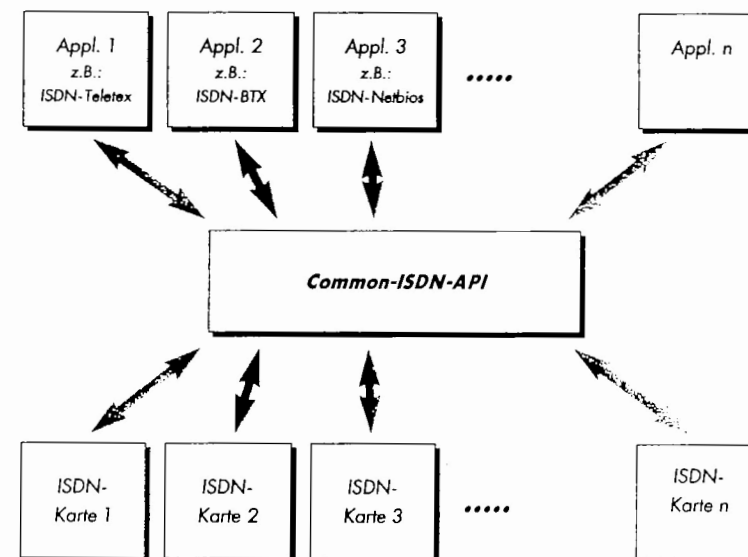 Appl. 1
z.B.:
ISDN-Teletex
Appl. 2
z.B.:
ISDN-BTX
Appl. 3
z.B.:
ISDN-Netbios
.....
Appl. n
Common-ISDN-API
ISDN-
Karte 1
ISDN-
Karte 2
ISDN-
Karte 3
.....
ISDN-
Karte n